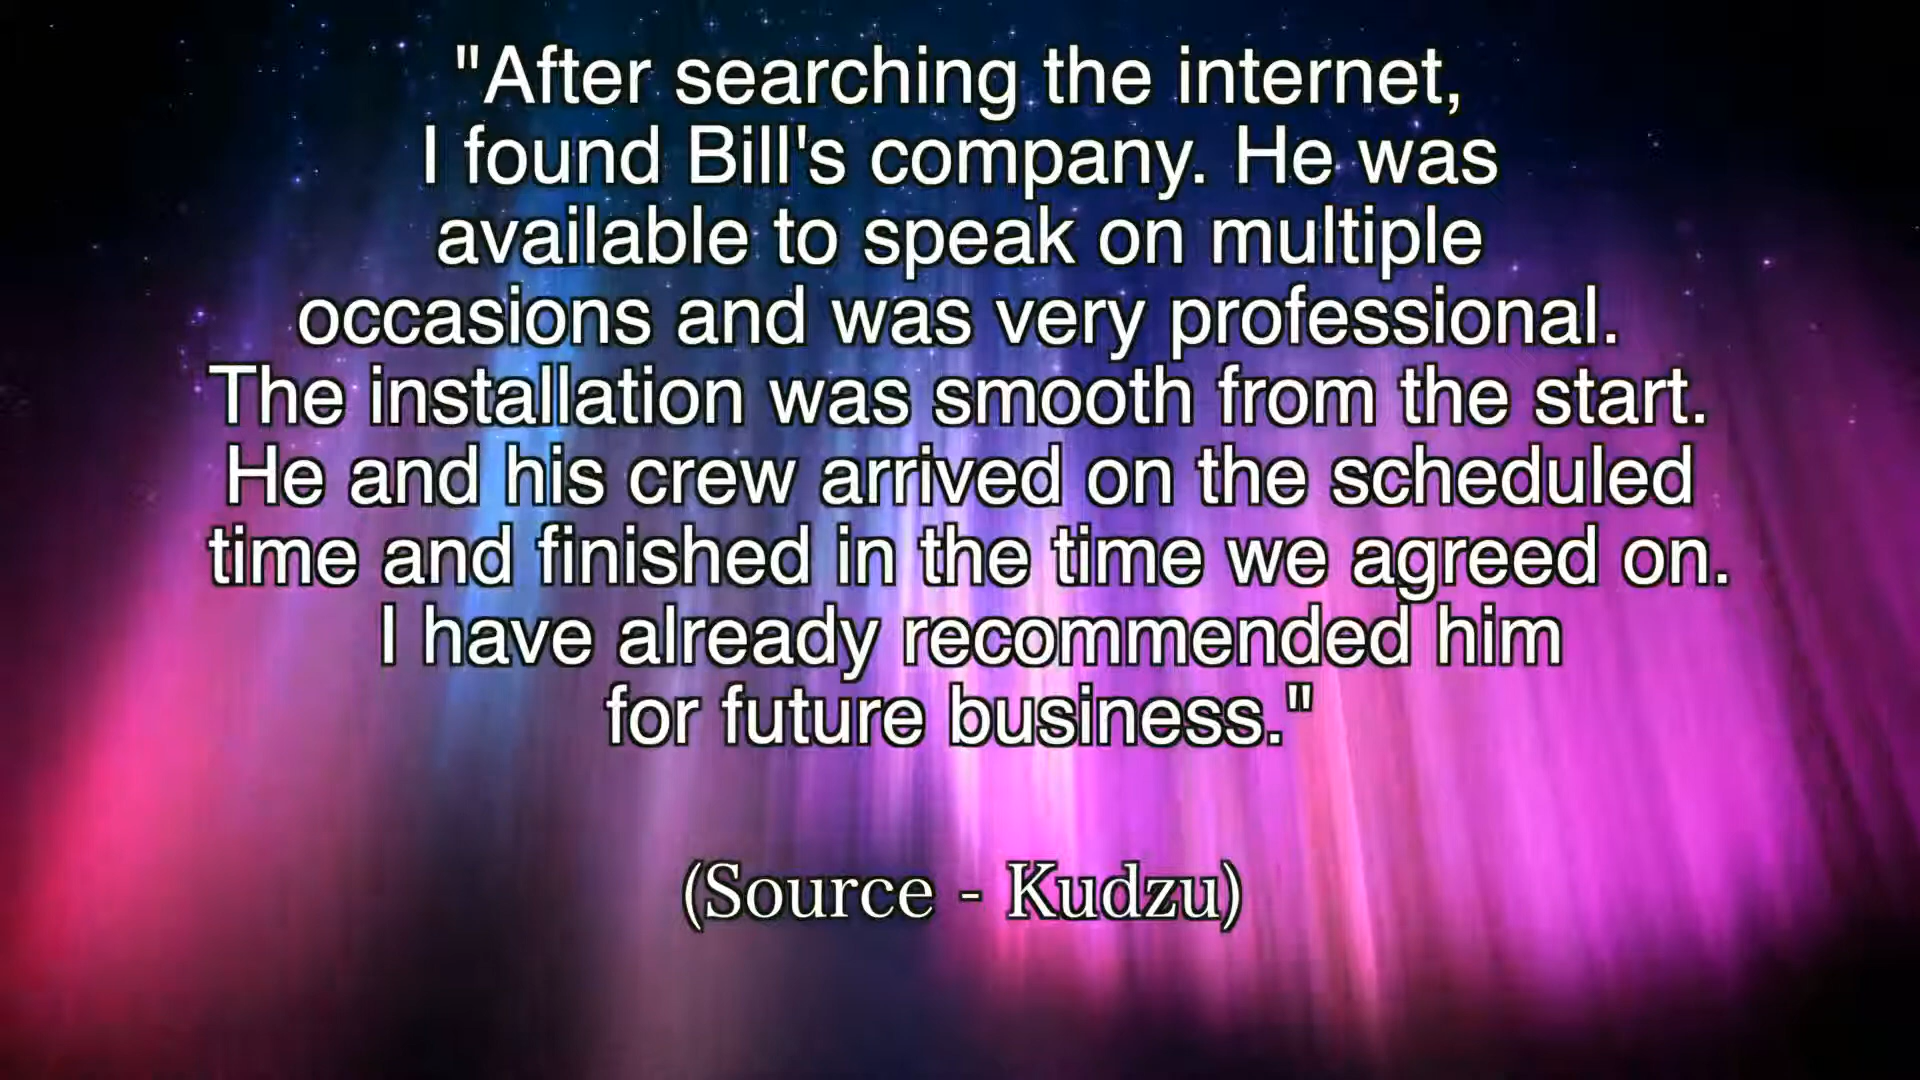 "After searching the internet,
I found Bill's company. He was
available to speak on multiple
occasions and was very professional.
The installation was smooth from the start.
He and his crew arrived on the scheduled
time and finished in the time we agreed on.
I have already recommended him
for future business."
(Source - Kudzu)